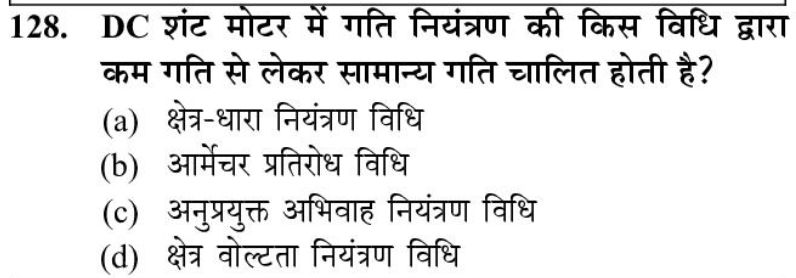 128. DC शंट मोटर में गति नियंत्रण की किस विधि द्वारा
कम गति से लेकर सामान्य गति चालित होती है?
(a) क्षेत्र-धारा नियंत्रण विधि
(b) आर्मेचर प्रतिरोध विधि
(c) अनुप्रयुक्त अभिवाह नियंत्रण विधि
(d) क्षेत्र वोल्टता नियंत्रण विधि